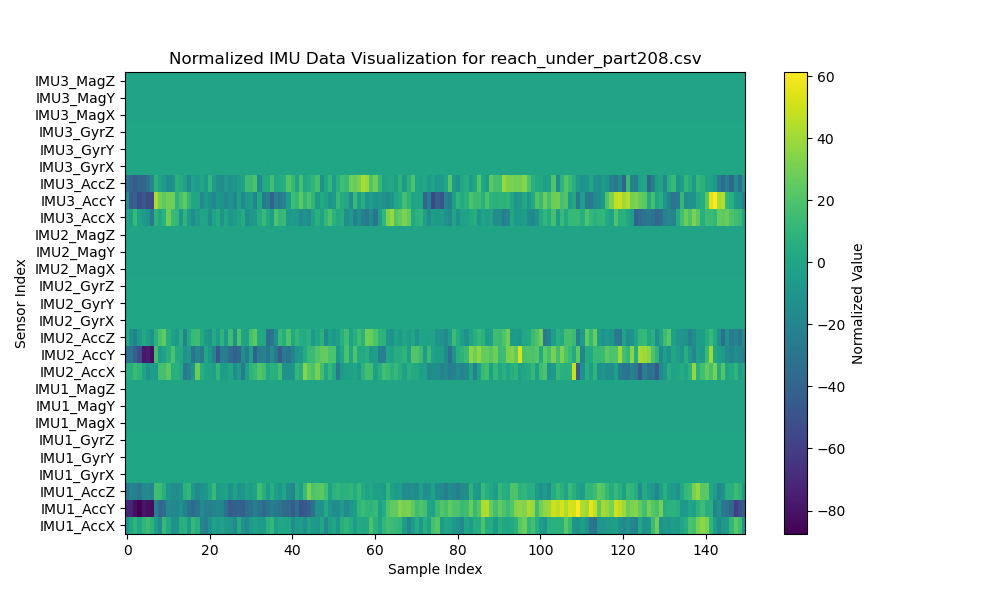 Normalized IMU Data Visualization for reach_under_part208.csv
IMU3_MagZ
IMU3_MagY
IMU3_MagX
IMU3_GyrZ
IMU3_GyrY
IMU3_GyrX
IMU3_AccZ
IMU3_AccY
IMU3_AccX
IMU2_MagZ
IMU2_MagY
IMU2_MagX
IMU2_GyrZ
IMU2_GyrY
IMU2_GyrX
IMU2_AccZ
IMU2_AccY
IMU2_AccX
IMU1_MagZ
IMU1_MagY
IMU1_MagX
IMU1_GyrZ
IMU1_GyrY
IMU1_GyrX
IMU1_AccZ
IMU1_AccY
IMU1_AccX
Sensor Index
0 20 40 60 80 100 120 140
Sample Index
60
40
20
0
−20
−40
−60
−80
Normalized Value